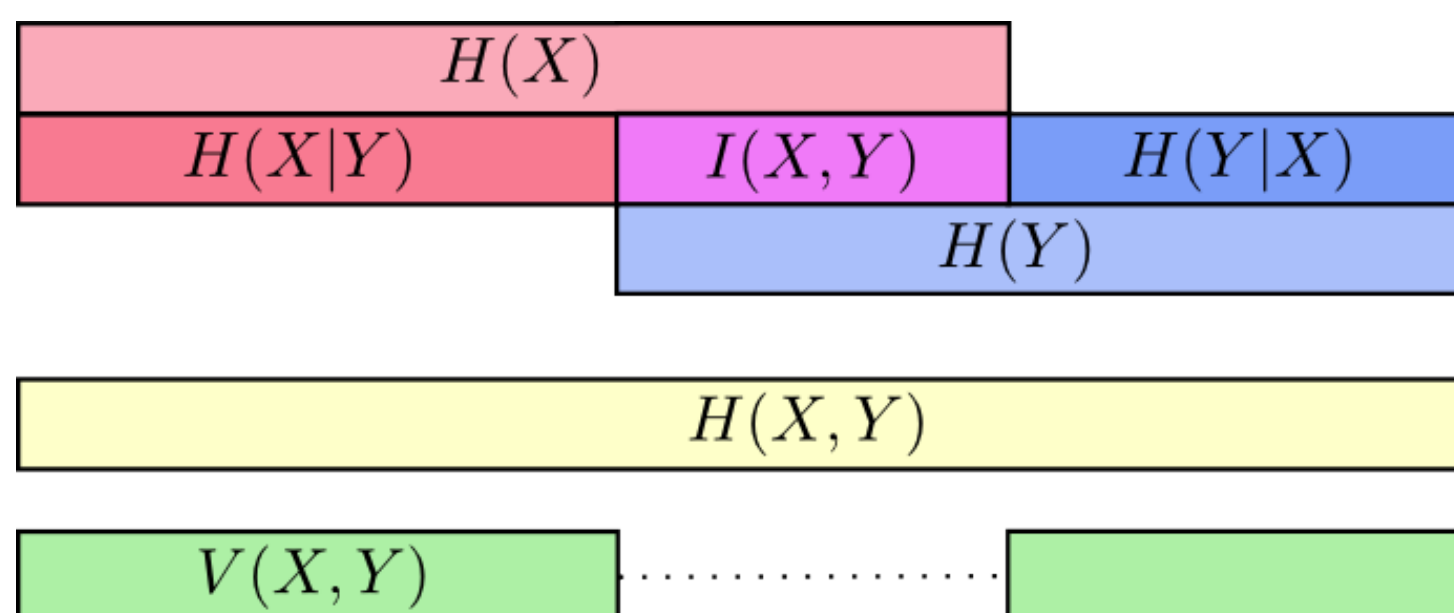 H(X)
H(X|Y) I(X, Y) H(Y|X)
H(Y)
H(X, Y)
V(X, Y)